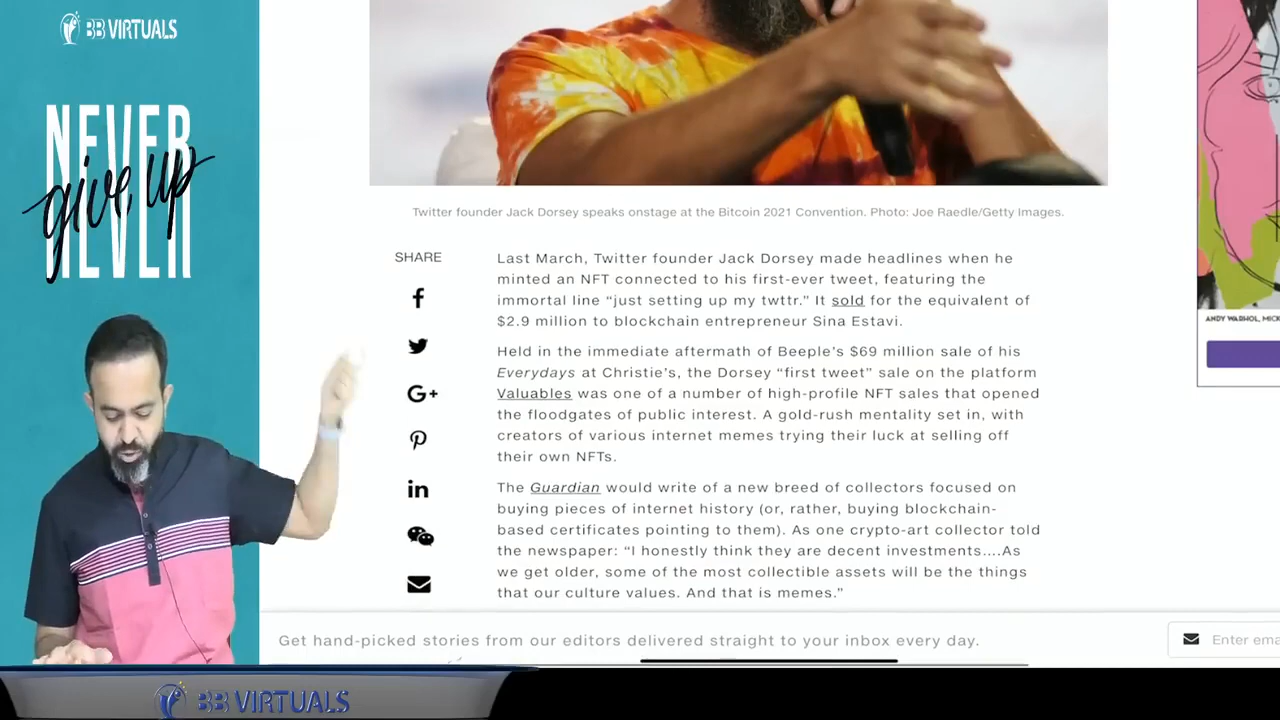 BB VIRTUALS
NEVER
give up
NEVER
Twitter founder Jack Dorsey speaks onstage at the Bitcoin 2021 Convention. Photo: Joe Raedle/Getty Images.
SHARE
Last March, Twitter founder Jack Dorsey made headlines when he
minted an NFT connected to his first-ever tweet, featuring the
immortal line “just setting up my twttr.” It sold for the equivalent of
$2.9 million to blockchain entrepreneur Sina Estavi.
Held in the immediate aftermath of Beeple’s $69 million sale of his
Everydays at Christie’s, the Dorsey “first tweet” sale on the platform
Valuables was one of a number of high-profile NFT sales that opened
the floodgates of public interest. A gold-rush mentality set in, with
creators of various internet memes trying their luck at selling off
their own NFTs.
The Guardian would write of a new breed of collectors focused on
buying pieces of internet history (or, rather, buying blockchain-
based certificates pointing to them). As one crypto-art collector told
the newspaper: “I honestly think they are decent investments....As
we get older, some of the most collectible assets will be the things
that our culture values. And that is memes.”
ANDY WARHOL, MICK
Get hand-picked stories from our editors delivered straight to your inbox every day.
Enter ema
BB VIRTUALS